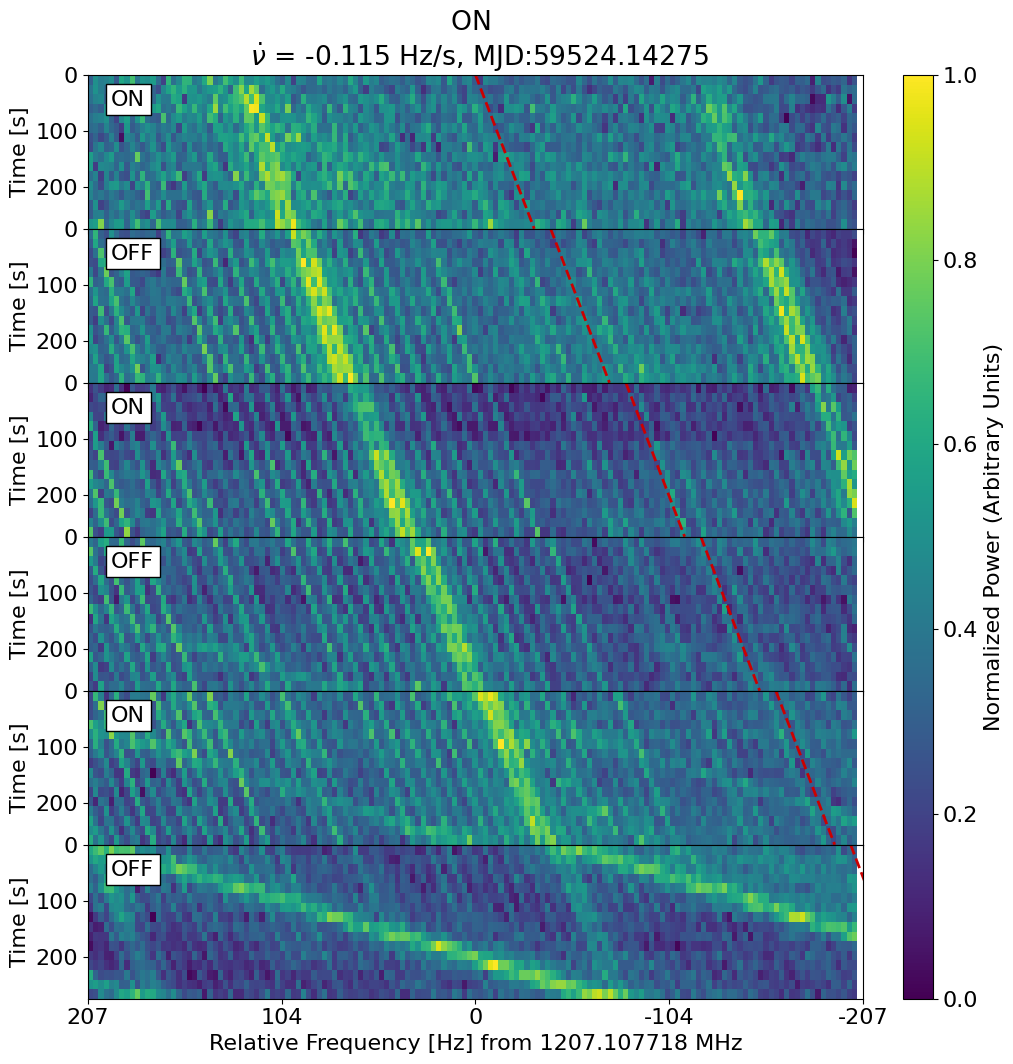 ON
ν̇ = -0.115 Hz/s, MJD:59524.14275
0
100
200
Time [s]
ON
0
100
200
Time [s]
OFF
0
100
200
Time [s]
ON
0
100
200
Time [s]
OFF
0
100
200
Time [s]
ON
0
100
200
Time [s]
OFF
207 104 0 -104 -207
Relative Frequency [Hz] from 1207.107718 MHz
1.0
0.8
0.6
0.4
0.2
0.0
Normalized Power (Arbitrary Units)